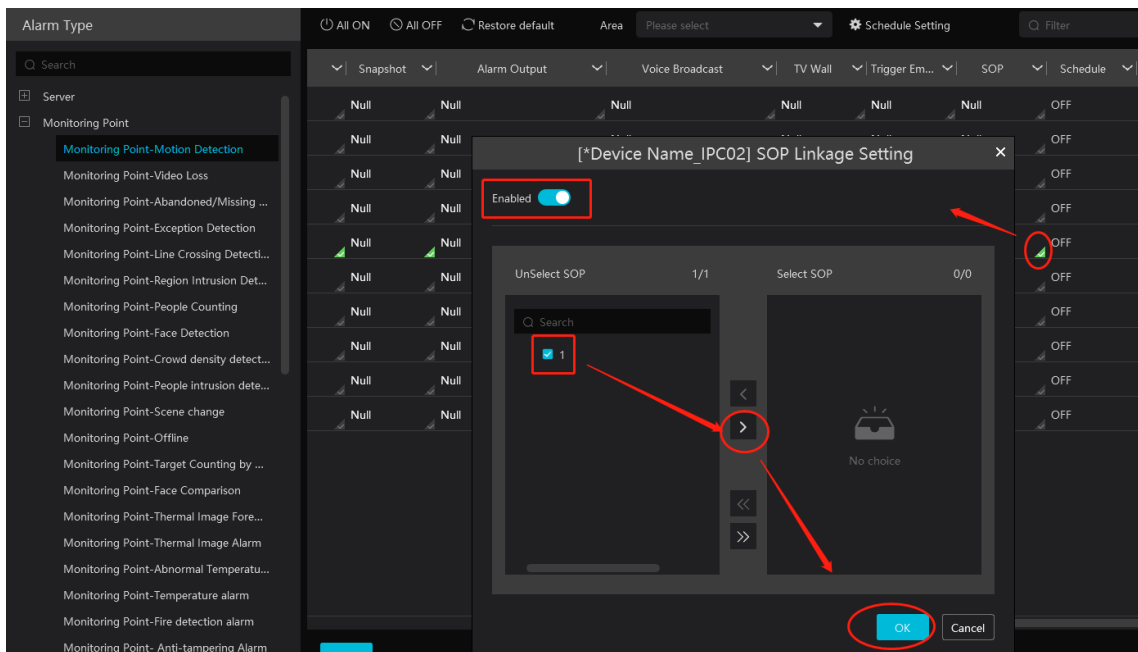 Alarm Type
All ON All OFF Restore default Area Please select Schedule Setting Filter
Search
Snapshot Alarm Output Voice Broadcast TV Wall Trigger Em... SOP Schedule
Server
Monitoring Point
Monitoring Point-Motion Detection
Monitoring Point-Video Loss
Monitoring Point-Abandoned/Missing ...
Monitoring Point-Exception Detection
Monitoring Point-Line Crossing Detecti...
Monitoring Point-Region Intrusion Det...
Monitoring Point-People Counting
Monitoring Point-Face Detection
Monitoring Point-Crowd density detect...
Monitoring Point-People intrusion dete...
Monitoring Point-Scene change
Monitoring Point-Offline
Monitoring Point-Target Counting by ...
Monitoring Point-Face Comparison
Monitoring Point-Thermal Image Fore...
Monitoring Point-Thermal Image Alarm
Monitoring Point-Abnormal Temperatu...
Monitoring Point-Temperature alarm
Monitoring Point-Fire detection alarm
Monitoring Point- Anti-tampering Alarm
Null Null Null Null Null Null OFF
Null Null OFF
Null Null OFF
Null Null OFF
Null Null OFF
Null Null OFF
Null Null OFF
Null Null OFF
Null Null OFF
Null Null OFF
[*Device Name_IPC02] SOP Linkage Setting
Enabled
UnSelect SOP 1/1 Select SOP 0/0
Search
1
No choice
OK Cancel